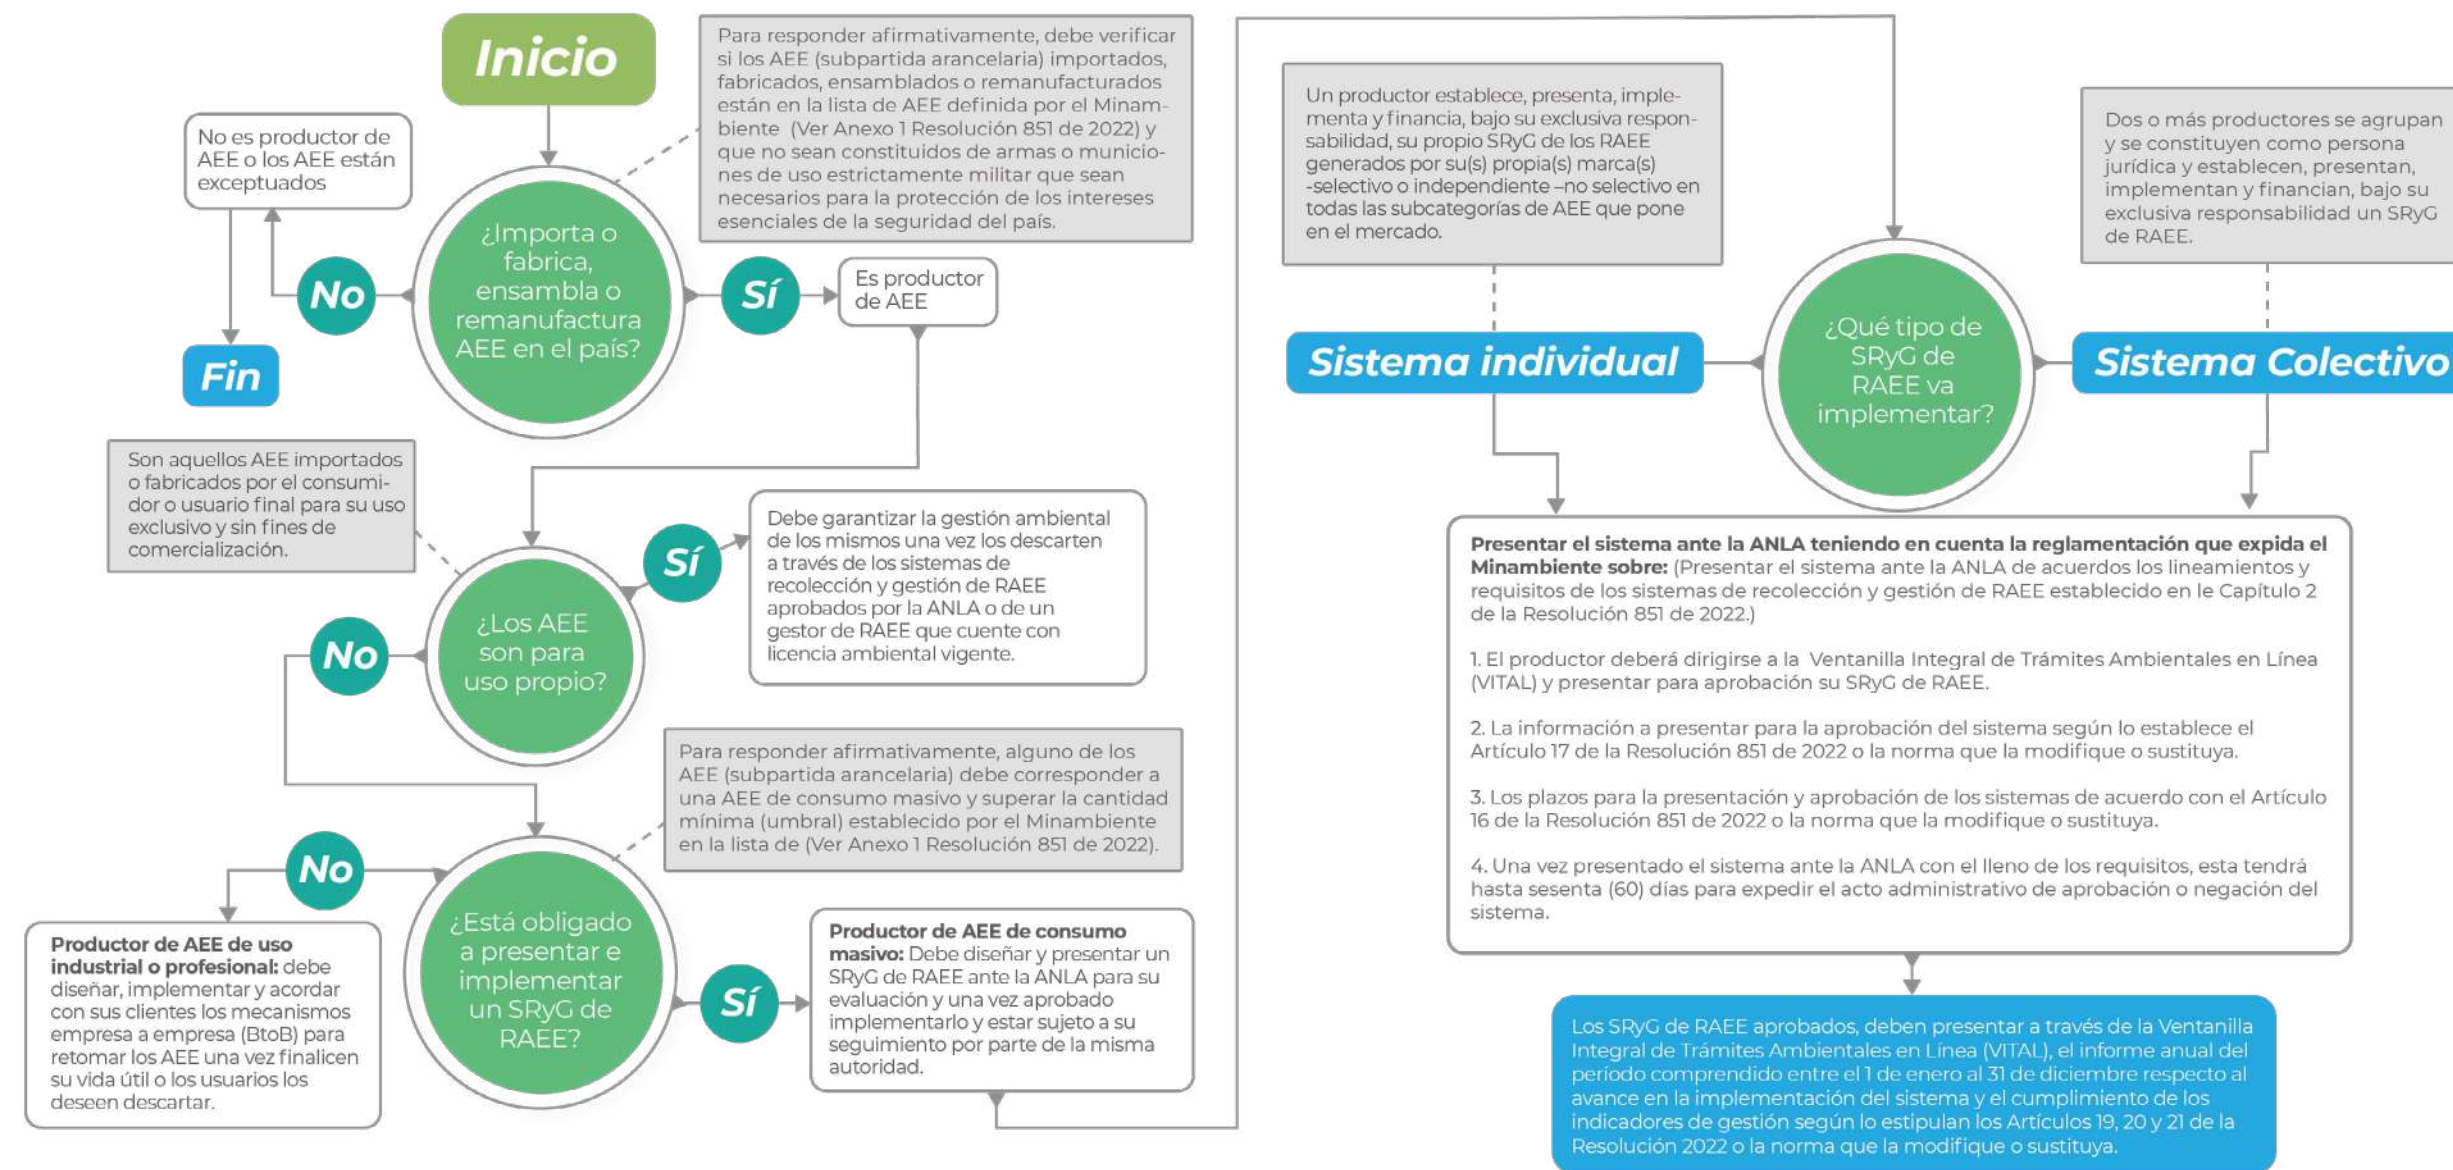 Inicio
Para responder afirmativamente, debe verificar
si los AEE (subpartida arancelaria) importados,
fabricados, ensamblados o remanufacturados
están en la lista de AEE definida por el Minam-
biente (Ver Anexo 1 Resolución 851 de 2022) y
que no sean constituidos de armas o municio-
nes de uso estrictamente militar que sean
necesarios para la protección de los intereses
esenciales de la seguridad del país.
No es productor de
AEE o los AEE están
exceptuados
¿Importa o
fabrica,
ensambla o
remanufactura
AEE en el país?
No
Sí
Es productor
de AEE
Fin
Son aquellos AEE importados
o fabricados por el consumi-
dor o usuario final para su uso
exclusivo y sin fines de
comercialización.
¿Los AEE
son para
uso propio?
Sí
Debe garantizar la gestión ambiental
de los mismos una vez los descarten
a través de los sistemas de
recolección y gestión de RAEE
aprobados por la ANLA o de un
gestor de RAEE que cuente con
licencia ambiental vigente.
No
Para responder afirmativamente, alguno de los
AEE (subpartida arancelaria) debe corresponder a
una AEE de consumo masivo y superar la cantidad
mínima (umbral) establecido por el Minambiente
en la lista de (Ver Anexo 1 Resolución 851 de 2022).
¿Está obligado
a presentar e
implementar
un SRyG de
RAEE?
No
Productor de AEE de uso
industrial o profesional: debe
diseñar, implementar y acordar
con sus clientes los mecanismos
empresa a empresa (BtoB) para
retomar los AEE una vez finalicen
su vida útil o los usuarios los
deseen descartar.
Sí
Productor de AEE de consumo
masivo: Debe diseñar y presentar un
SRyG de RAEE ante la ANLA para su
evaluación y una vez aprobado
implementarlo y estar sujeto a su
seguimiento por parte de la misma
autoridad.
Un productor establece, presenta, imple-
menta y financia, bajo su exclusiva respon-
sabilidad, su propio SRyG de los RAEE
generados por su(s) propia(s) marca(s)
-selectivo o independiente –no selectivo en
todas las subcategorías de AEE que pone
en el mercado.
Dos o más productores se agrupan
y se constituyen como persona
jurídica y establecen, presentan,
implementan y financian, bajo su
exclusiva responsabilidad un SRyG
de RAEE.
Sistema individual
¿Qué tipo de
SRyG de
RAEE va
implementar?
Sistema Colectivo
Presentar el sistema ante la ANLA teniendo en cuenta la reglamentación que expida el
Minambiente sobre: (Presentar el sistema ante la ANLA de acuerdos los lineamientos y
requisitos de los sistemas de recolección y gestión de RAEE establecido en le Capítulo 2
de la Resolución 851 de 2022.)
1. El productor deberá dirigirse a la Ventanilla Integral de Trámites Ambientales en Línea
(VITAL) y presentar para aprobación su SRyG de RAEE.
2. La información a presentar para la aprobación del sistema según lo establece el
Artículo 17 de la Resolución 851 de 2022 o la norma que la modifique o sustituya.
3. Los plazos para la presentación y aprobación de los sistemas de acuerdo con el Artículo
16 de la Resolución 851 de 2022 o la norma que la modifique o sustituya.
4. Una vez presentado el sistema ante la ANLA con el lleno de los requisitos, esta tendrá
hasta sesenta (60) días para expedir el acto administrativo de aprobación o negación del
sistema.
Los SRyG de RAEE aprobados, deben presentar a través de la Ventanilla
Integral de Trámites Ambientales en Línea (VITAL), el informe anual del
período comprendido entre el 1 de enero al 31 de diciembre respecto al
avance en la implementación del sistema y el cumplimiento de los
indicadores de gestión según lo estipulan los Artículos 19, 20 y 21 de la
Resolución 2022 o la norma que la modifique o sustituya.